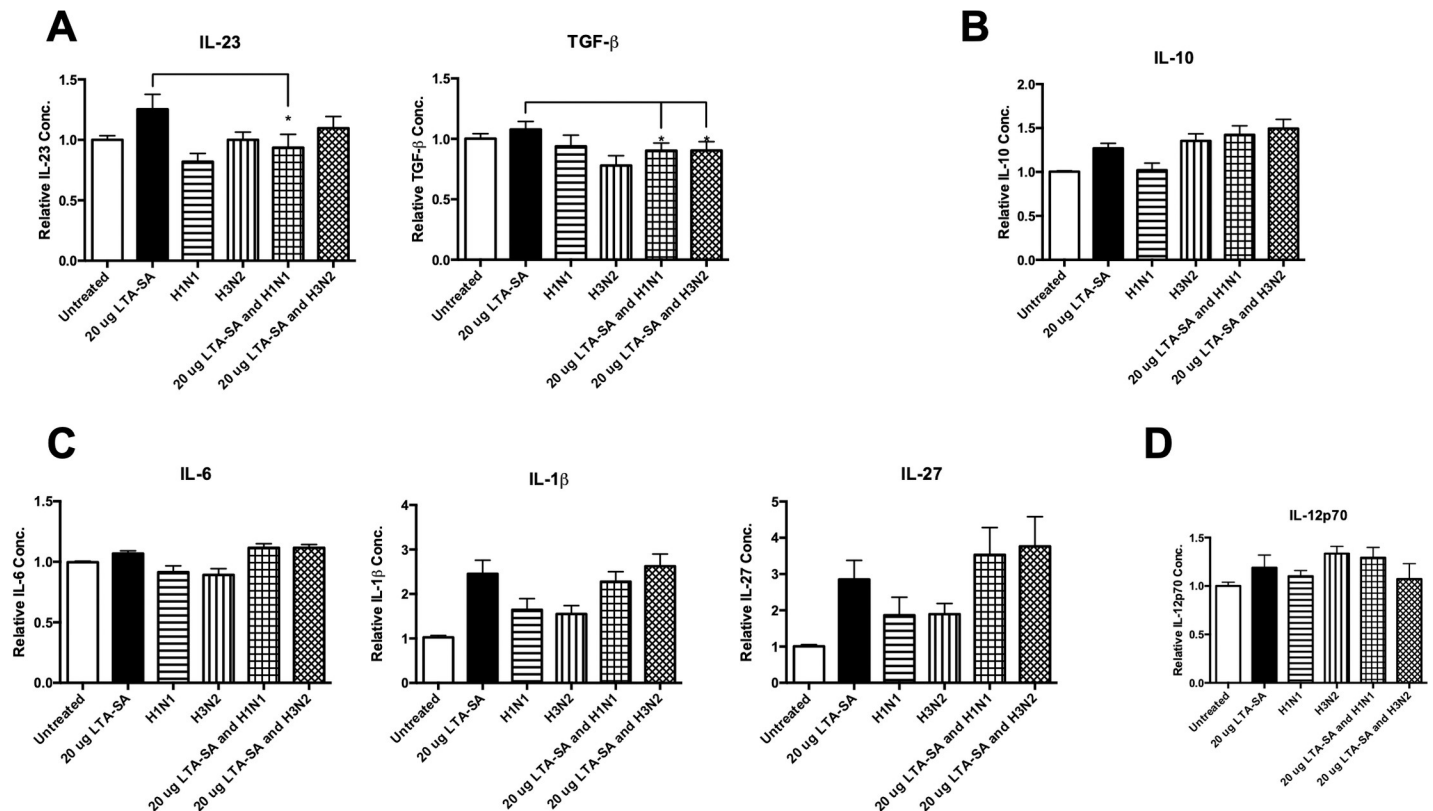 A
IL-23
Relative IL-23 Conc.
1.5
1.0
0.5
0.0
*
Untreated
20 ug LTA-SA
H1N1
H3N2
20 ug LTA-SA and H1N1
20 ug LTA-SA and H3N2
TGF-β
Relative TGF-β Conc.
1.5
1.0
0.5
0.0
*
*
Untreated
20 ug LTA-SA
H1N1
H3N2
20 ug LTA-SA and H1N1
20 ug LTA-SA and H3N2
B
IL-10
Relative IL-10 Conc.
2.0
1.5
1.0
0.5
0.0
Untreated
20 ug LTA-SA
H1N1
H3N2
20 ug LTA-SA and H1N1
20 ug LTA-SA and H3N2
C
IL-6
Relative IL-6 Conc.
1.5
1.0
0.5
0.0
Untreated
20 ug LTA-SA
H1N1
H3N2
20 ug LTA-SA and H1N1
20 ug LTA-SA and H3N2
IL-1β
Relative IL-1β Conc.
4
3
2
1
0
Untreated
20 ug LTA-SA
H1N1
H3N2
20 ug LTA-SA and H1N1
20 ug LTA-SA and H3N2
IL-27
Relative IL-27 Conc.
5
4
3
2
1
0
Untreated
20 ug LTA-SA
H1N1
H3N2
20 ug LTA-SA and H1N1
20 ug LTA-SA and H3N2
D
IL-12p70
Relative IL-12p70 Conc.
1.5
1.0
0.5
0.0
Untreated
20 ug LTA-SA
H1N1
H3N2
20 ug LTA-SA and H1N1
20 ug LTA-SA and H3N2